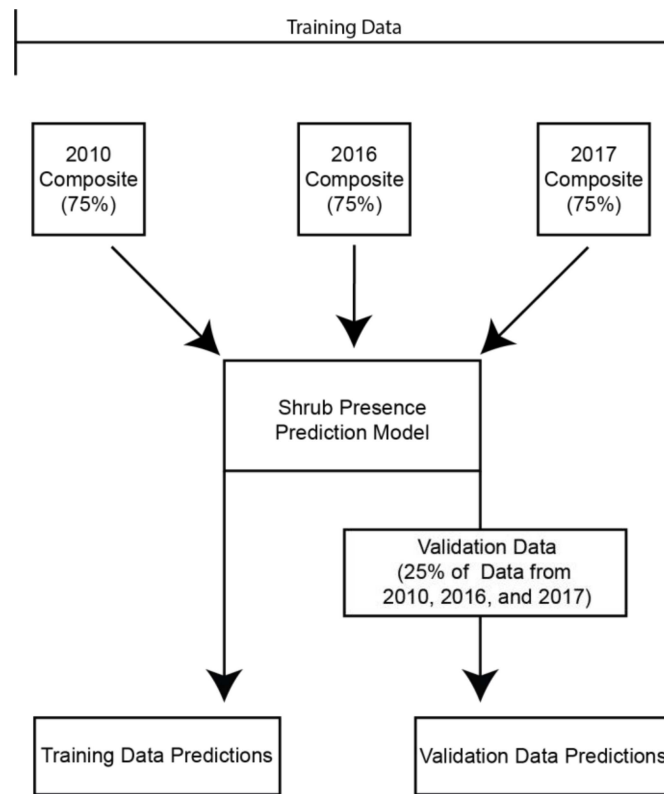 Training Data
2010
Composite
(75%)
2016
Composite
(75%)
2017
Composite
(75%)
Shrub Presence
Prediction Model
Validation Data
(25% of Data from
2010, 2016, and 2017)
Training Data Predictions
Validation Data Predictions